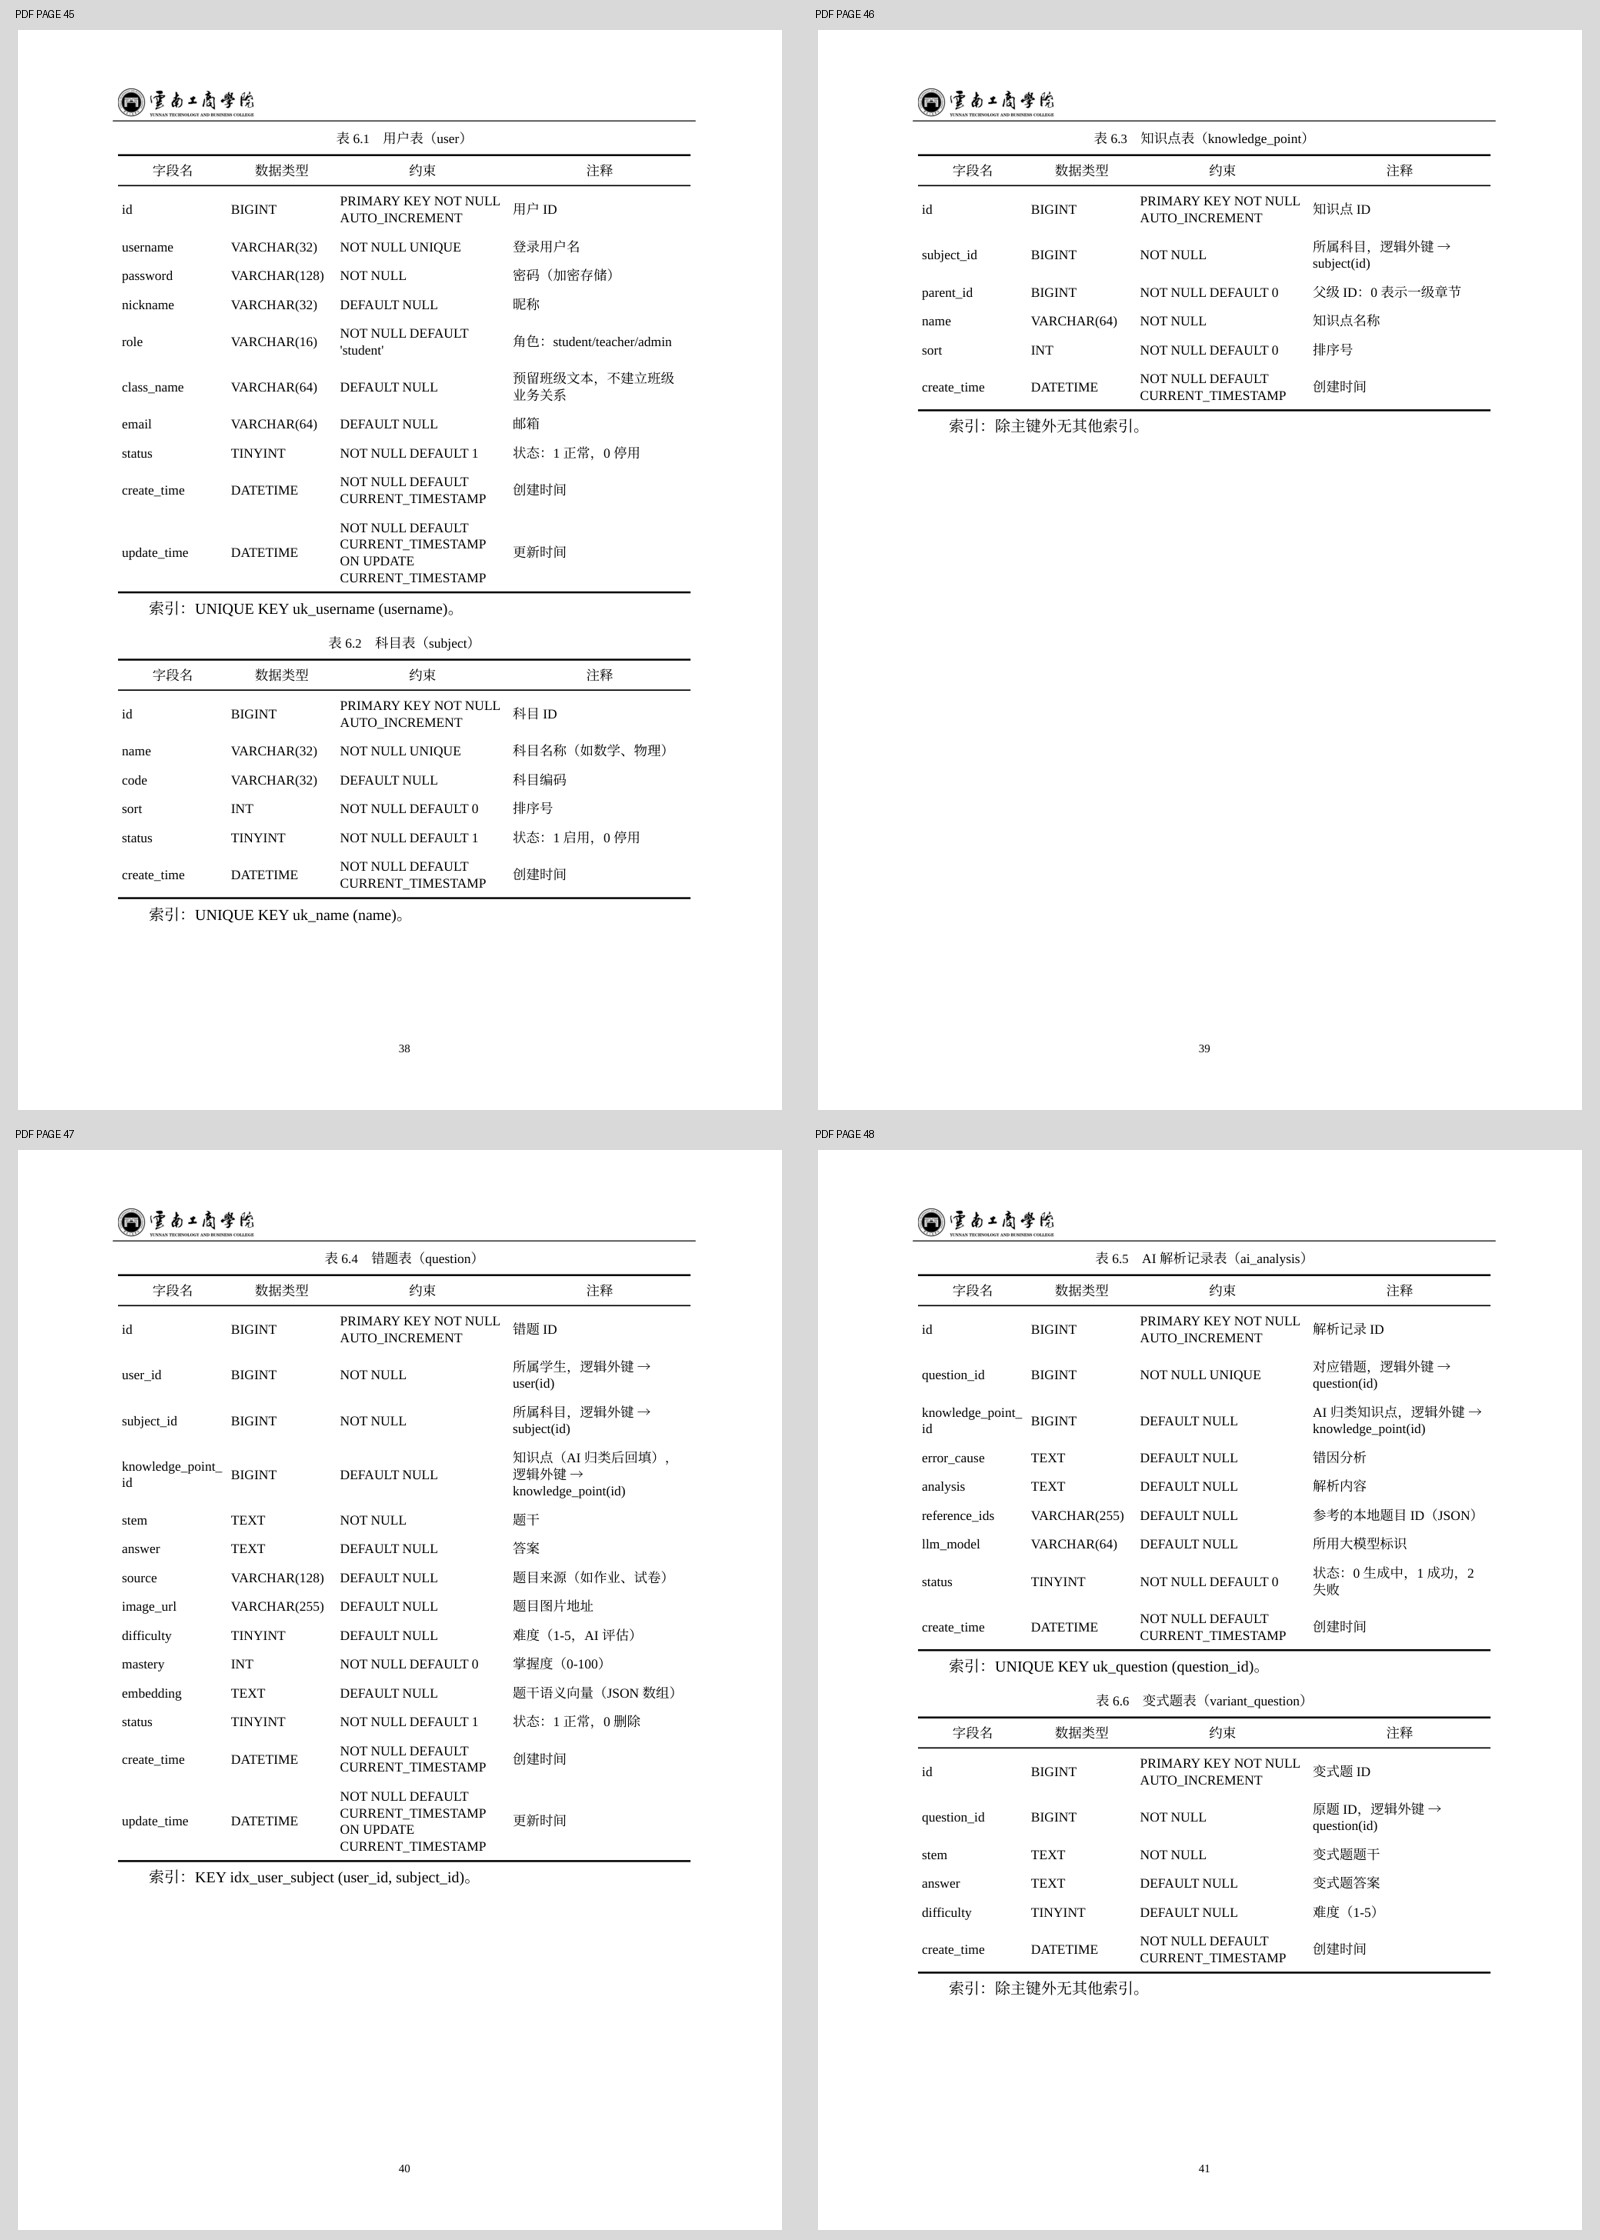 PDF PAGE 45
雲南工商學院
YUNNAN TECHNOLOGY AND BUSINESS COLLEGE
表 6.1 用户表（user）
字段名 数据类型 约束 注释
id BIGINT PRIMARY KEY NOT NULL AUTO_INCREMENT 用户 ID
username VARCHAR(32) NOT NULL UNIQUE 登录用户名
password VARCHAR(128) NOT NULL 密码（加密存储）
nickname VARCHAR(32) DEFAULT NULL 昵称
role VARCHAR(16) NOT NULL DEFAULT 'student' 角色：student/teacher/admin
class_name VARCHAR(64) DEFAULT NULL 预留班级文本，不建立班级业务关系
email VARCHAR(64) DEFAULT NULL 邮箱
status TINYINT NOT NULL DEFAULT 1 状态：1 正常，0 停用
create_time DATETIME NOT NULL DEFAULT CURRENT_TIMESTAMP 创建时间
update_time DATETIME NOT NULL DEFAULT CURRENT_TIMESTAMP ON UPDATE CURRENT_TIMESTAMP 更新时间
索引：UNIQUE KEY uk_username (username)。
表 6.2 科目表（subject）
字段名 数据类型 约束 注释
id BIGINT PRIMARY KEY NOT NULL AUTO_INCREMENT 科目 ID
name VARCHAR(32) NOT NULL UNIQUE 科目名称（如数学、物理）
code VARCHAR(32) DEFAULT NULL 科目编码
sort INT NOT NULL DEFAULT 0 排序号
status TINYINT NOT NULL DEFAULT 1 状态：1 启用，0 停用
create_time DATETIME NOT NULL DEFAULT CURRENT_TIMESTAMP 创建时间
索引：UNIQUE KEY uk_name (name)。
38
PDF PAGE 46
雲南工商學院
YUNNAN TECHNOLOGY AND BUSINESS COLLEGE
表 6.3 知识点表（knowledge_point）
字段名 数据类型 约束 注释
id BIGINT PRIMARY KEY NOT NULL AUTO_INCREMENT 知识点 ID
subject_id BIGINT NOT NULL 所属科目，逻辑外键 → subject(id)
parent_id BIGINT NOT NULL DEFAULT 0 父级 ID：0 表示一级章节
name VARCHAR(64) NOT NULL 知识点名称
sort INT NOT NULL DEFAULT 0 排序号
create_time DATETIME NOT NULL DEFAULT CURRENT_TIMESTAMP 创建时间
索引：除主键外无其他索引。
39
PDF PAGE 47
雲南工商學院
YUNNAN TECHNOLOGY AND BUSINESS COLLEGE
表 6.4 错题表（question）
字段名 数据类型 约束 注释
id BIGINT PRIMARY KEY NOT NULL AUTO_INCREMENT 错题 ID
user_id BIGINT NOT NULL 所属学生，逻辑外键 → user(id)
subject_id BIGINT NOT NULL 所属科目，逻辑外键 → subject(id)
knowledge_point_id BIGINT DEFAULT NULL 知识点（AI 归类后回填），逻辑外键 → knowledge_point(id)
stem TEXT NOT NULL 题干
answer TEXT DEFAULT NULL 答案
source VARCHAR(128) DEFAULT NULL 题目来源（如作业、试卷）
image_url VARCHAR(255) DEFAULT NULL 题目图片地址
difficulty TINYINT DEFAULT NULL 难度（1-5，AI 评估）
mastery INT NOT NULL DEFAULT 0 掌握度（0-100）
embedding TEXT DEFAULT NULL 题干语义向量（JSON 数组）
status TINYINT NOT NULL DEFAULT 1 状态：1 正常，0 删除
create_time DATETIME NOT NULL DEFAULT CURRENT_TIMESTAMP 创建时间
update_time DATETIME NOT NULL DEFAULT CURRENT_TIMESTAMP ON UPDATE CURRENT_TIMESTAMP 更新时间
索引：KEY idx_user_subject (user_id, subject_id)。
40
PDF PAGE 48
雲南工商學院
YUNNAN TECHNOLOGY AND BUSINESS COLLEGE
表 6.5 AI 解析记录表（ai_analysis）
字段名 数据类型 约束 注释
id BIGINT PRIMARY KEY NOT NULL AUTO_INCREMENT 解析记录 ID
question_id BIGINT NOT NULL UNIQUE 对应错题，逻辑外键 → question(id)
knowledge_point_id BIGINT DEFAULT NULL AI 归类知识点，逻辑外键 → knowledge_point(id)
error_cause TEXT DEFAULT NULL 错因分析
analysis TEXT DEFAULT NULL 解析内容
reference_ids VARCHAR(255) DEFAULT NULL 参考的本地题目 ID（JSON）
llm_model VARCHAR(64) DEFAULT NULL 所用大模型标识
status TINYINT NOT NULL DEFAULT 0 状态：0 生成中，1 成功，2 失败
create_time DATETIME NOT NULL DEFAULT CURRENT_TIMESTAMP 创建时间
索引：UNIQUE KEY uk_question (question_id)。
表 6.6 变式题表（variant_question）
字段名 数据类型 约束 注释
id BIGINT PRIMARY KEY NOT NULL AUTO_INCREMENT 变式题 ID
question_id BIGINT NOT NULL 原题 ID，逻辑外键 → question(id)
stem TEXT NOT NULL 变式题题干
answer TEXT DEFAULT NULL 变式题答案
difficulty TINYINT DEFAULT NULL 难度（1-5）
create_time DATETIME NOT NULL DEFAULT CURRENT_TIMESTAMP 创建时间
索引：除主键外无其他索引。
41